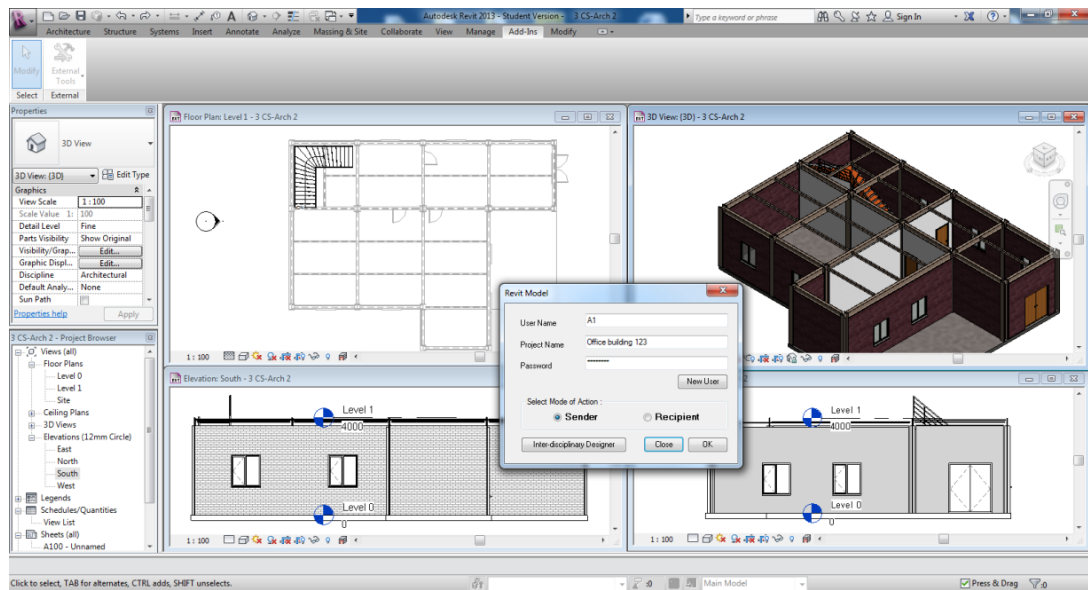 Autodesk Revit 2013 - Student Version - 3 CS-Arch 2
Type a keyword or phrase
Sign In
Architecture Structure Systems Insert Annotate Analyze Massing & Site Collaborate View Manage Add-Ins Modify
Modify
External
Tools
Select External
Properties
3D View
3D View: {3D} Edit Type
Graphics
View Scale 1 : 100
Scale Value 1: 100
Detail Level Fine
Parts Visibility Show Original
Visibility/Grap... Edit...
Graphic Displ... Edit...
Discipline Architectural
Default Analy... None
Sun Path
Properties help Apply
3 CS-Arch 2 - Project Browser
Views (all)
Floor Plans
Level 0
Level 1
Site
Ceiling Plans
3D Views
Elevations (12mm Circle)
East
North
South
West
Legends
Schedules/Quantities
View List
Sheets (all)
A100 - Unnamed
Floor Plan: Level 1 - 3 CS-Arch 2
1 : 100
3D View: {3D} - 3 CS-Arch 2
Revit Model
User Name A1
Project Name Office bulding 123
Password
New User
Select Mode of Action :
Sender Recipient
Inter-disciplinary Designer Close OK
Elevation: South - 3 CS-Arch 2
Level 1
4000
Level 0
0
1 : 100
2
Level 1
4000
Level 0
0
1 : 100
Click to select, TAB for alternates, CTRL adds, SHIFT unselects.
:0 Main Model Press & Drag :0